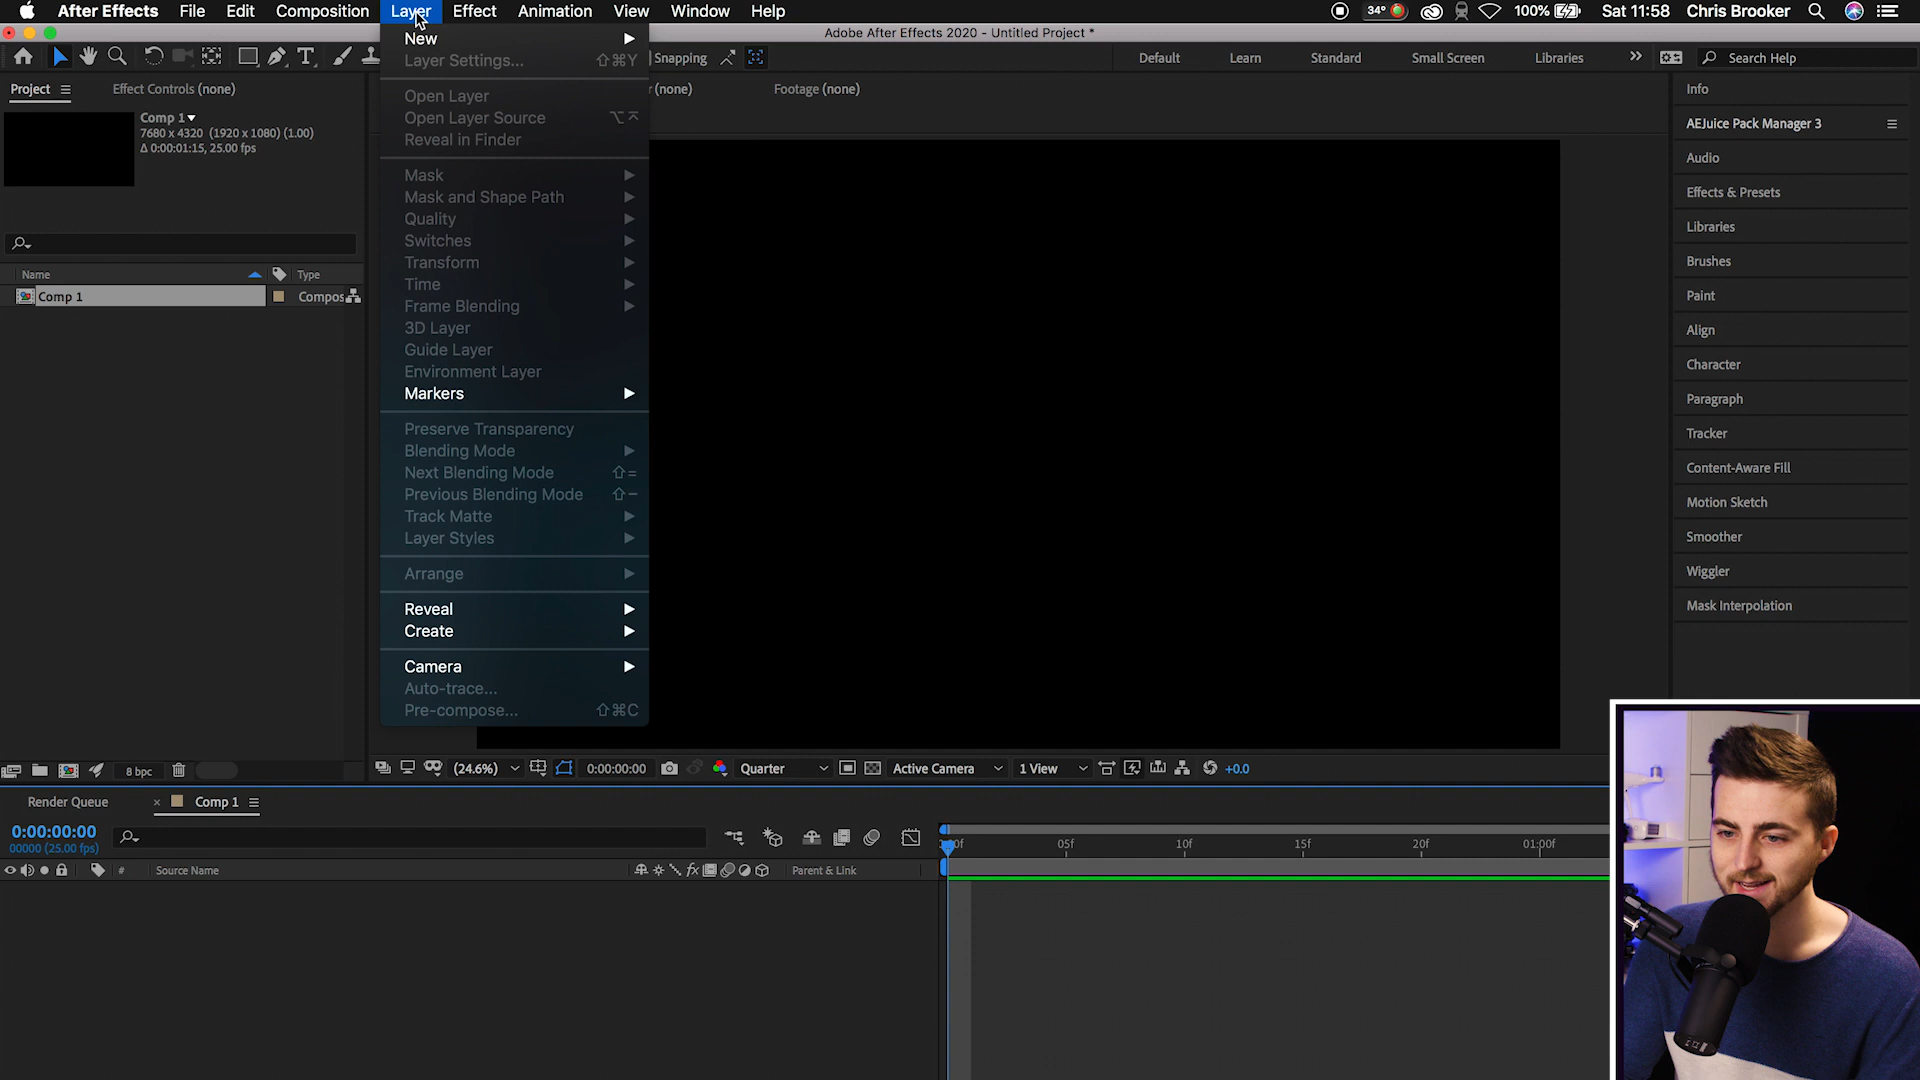 After Effects File Edit Composition Layer Effect Animation View Window Help 34° 100% Sat 11:58 Chris Brooker
Adobe After Effects 2020 - Untitled Project *
Snapping Default Learn Standard Small Screen Libraries Search Help
Project Effect Controls (none) (none) Footage (none)
Comp 1
7680 x 4320 (1920 x 1080) (1.00)
Δ 0:00:01:15, 25.00 fps
Name Type
Comp 1 Compos
New
Layer Settings... ⇧⌘Y
Open Layer
Open Layer Source
Reveal in Finder
Mask
Mask and Shape Path
Quality
Switches
Transform
Time
Frame Blending
3D Layer
Guide Layer
Environment Layer
Markers
Preserve Transparency
Blending Mode
Next Blending Mode ⇧=
Previous Blending Mode ⇧-
Track Matte
Layer Styles
Arrange
Reveal
Create
Camera
Auto-trace...
Pre-compose... ⇧⌘C
Info
AEJuice Pack Manager 3
Audio
Effects & Presets
Libraries
Brushes
Paint
Align
Character
Paragraph
Tracker
Content-Aware Fill
Motion Sketch
Smoother
Wiggler
Mask Interpolation
8 bpc (24.6%) 0:00:00:00 Quarter Active Camera 1 View +0.0
Render Queue × Comp 1
0:00:00:00
00000 (25.00 fps)
05f 10f 15f 20f 01:00f
# Source Name fx Parent & Link